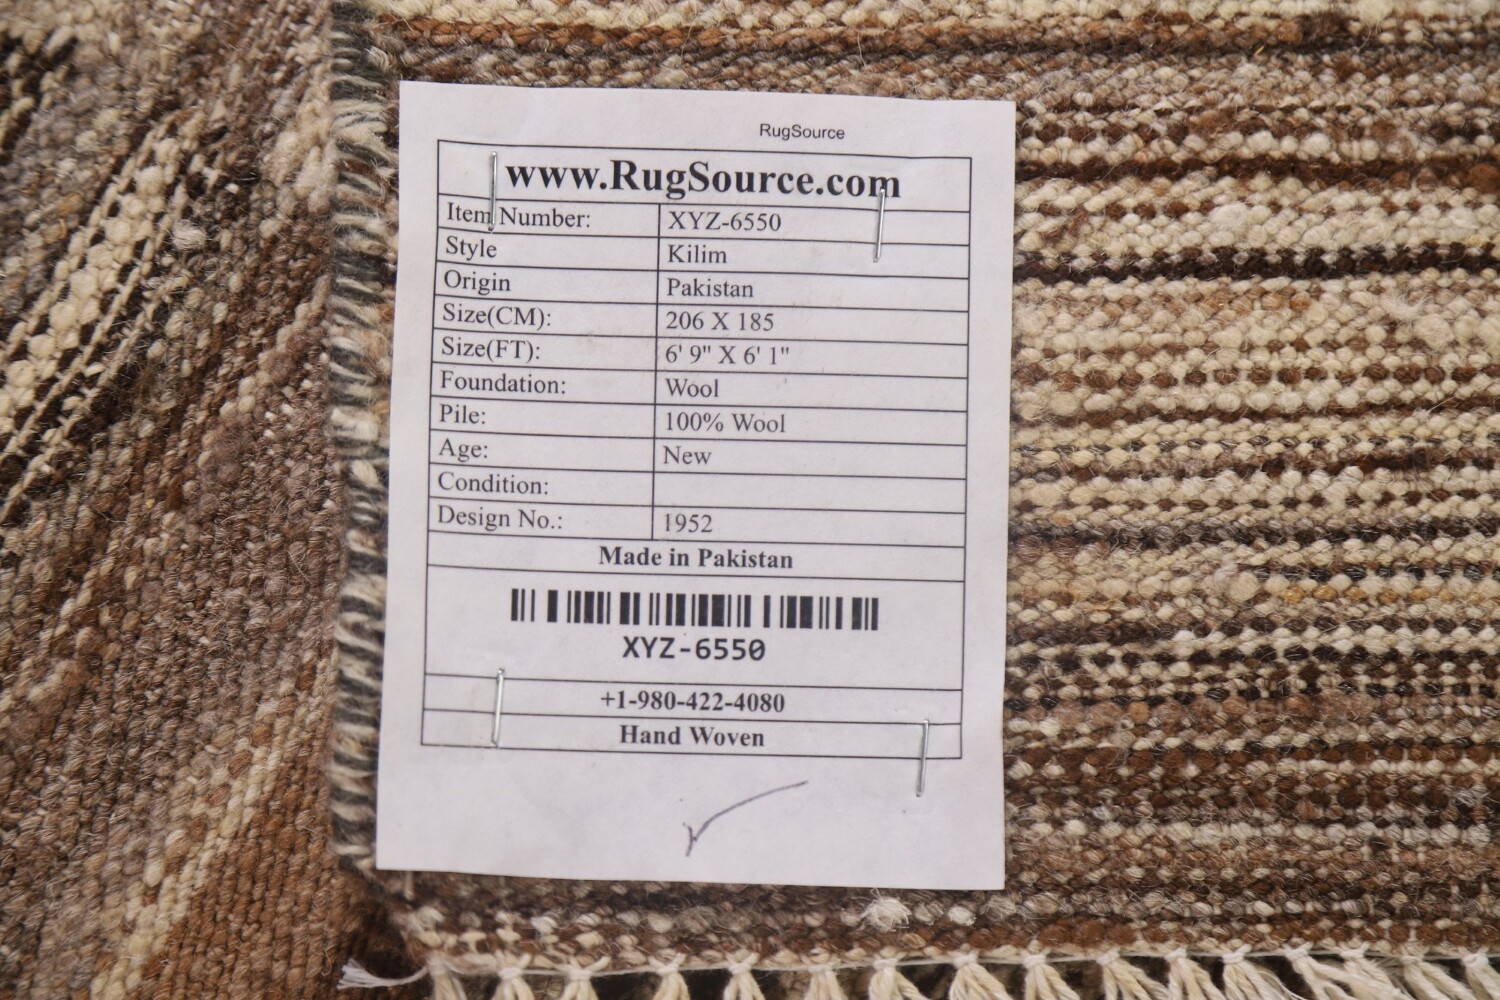 RugSource
www.RugSource.com
Item Number: XYZ-6550
Style Kilim
Origin Pakistan
Size(CM): 206 X 185
Size(FT): 6' 9" X 6' 1"
Foundation: Wool
Pile: 100% Wool
Age: New
Condition:
Design No.: 1952
Made in Pakistan
XYZ-6550
+1-980-422-4080
Hand Woven